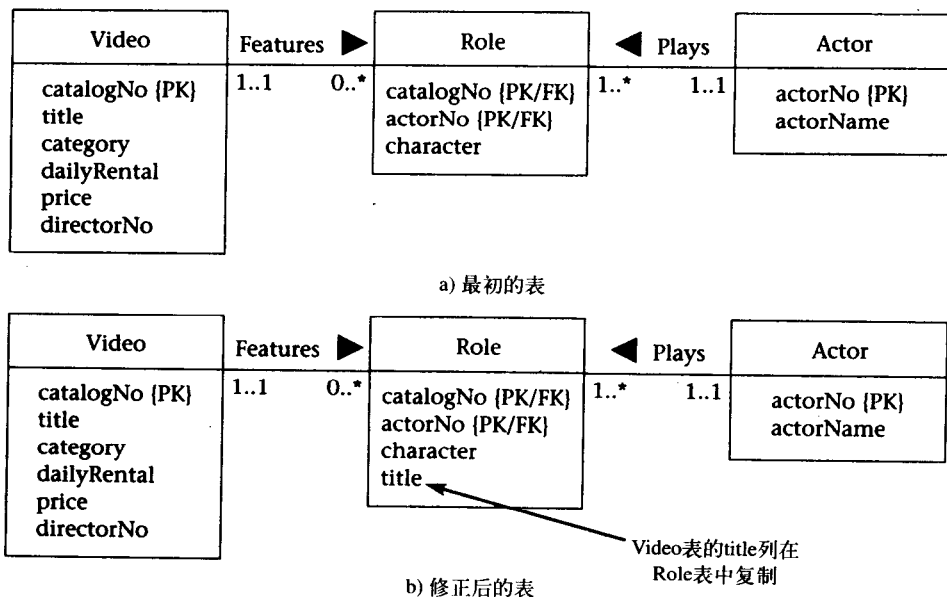 Video
Features ▶
Role
◀ Plays
Actor
1..1
0..*
1..*
1..1
catalogNo {PK}
title
category
dailyRental
price
directorNo
catalogNo {PK/FK}
actorNo {PK/FK}
character
actorNo {PK}
actorName
a) 最初的表
Video
Features ▶
Role
◀ Plays
Actor
1..1
0..*
1..*
1..1
catalogNo {PK}
title
category
dailyRental
price
directorNo
catalogNo {PK/FK}
actorNo {PK/FK}
character
title
actorNo {PK}
actorName
Video表的title列在
Role表中复制
b) 修正后的表